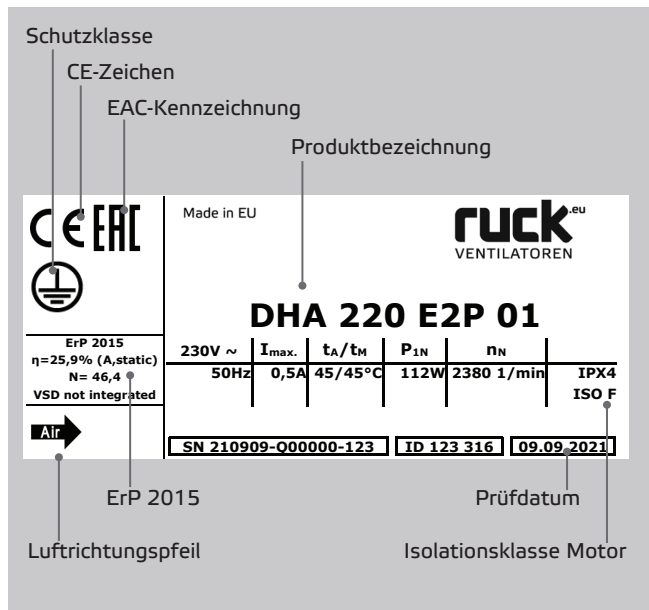 Schutzklasse
CE-Zeichen
EAC-Kennzeichnung
Produktbezeichnung
CE EAC
Made in EU
ruck.eu
VENTILATOREN
DHA 220 E2P 01
ErP 2015
η=25,9% (A,static)
N= 46,4
VSD not integrated
230V ~ Imax. tA/tM P1N nN
50Hz 0,5A 45/45°C 112W 2380 1/min IPX4
ISO F
Air
SN 210909-Q00000-123 ID 123 316 09.09.2021
ErP 2015
Prüfdatum
Luftrichtungspfeil
Isolationsklasse Motor